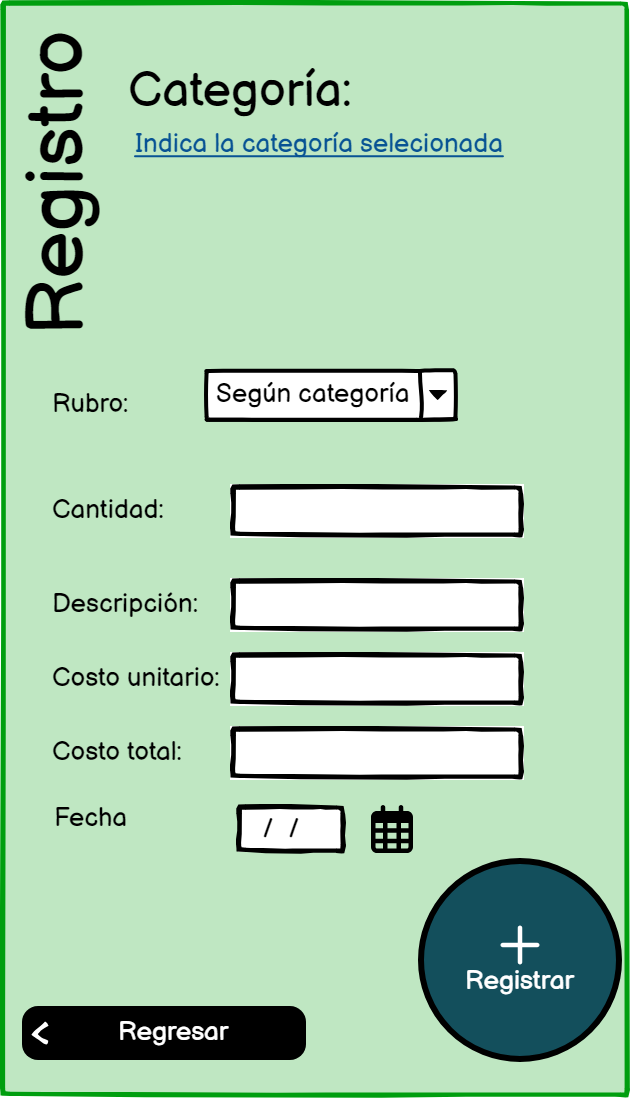 Registro
Categoría:
Indica la categoría selecionada
Rubro:
Según categoría
Cantidad:
Descripción:
Costo unitario:
Costo total:
Fecha
/ /
+
Registrar
< Regresar